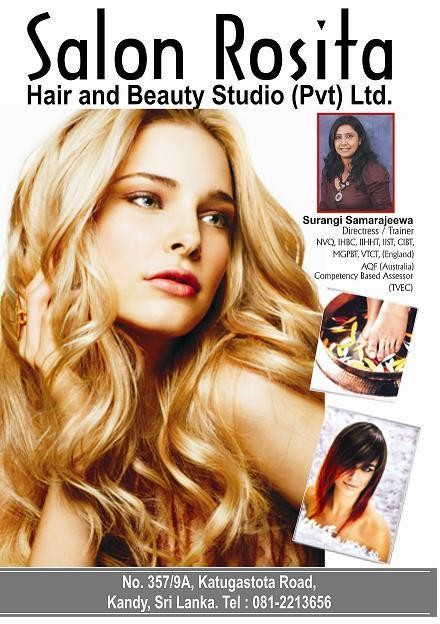 Salon Rosita
Hair and Beauty Studio (Pvt) Ltd.
Surangi Samarajeewa
Directress / Trainer
NVQ, IHBC, IIHHT, IIST, CIBT,
MGPBT, VTCT, (England)
AQF (Australia)
Competency Based Assessor
(TVEC)
No. 357/9A, Katugastota Road,
Kandy, Sri Lanka. Tel : 081-2213656